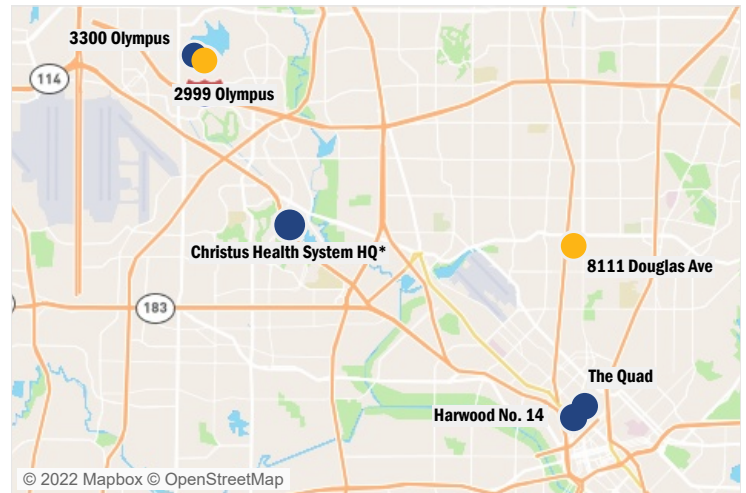 3300 Olympus
114
2999 Olympus
Christus Health System HQ*
8111 Douglas Ave
183
The Quad
Harwood No. 14
© 2022 Mapbox © OpenStreetMap